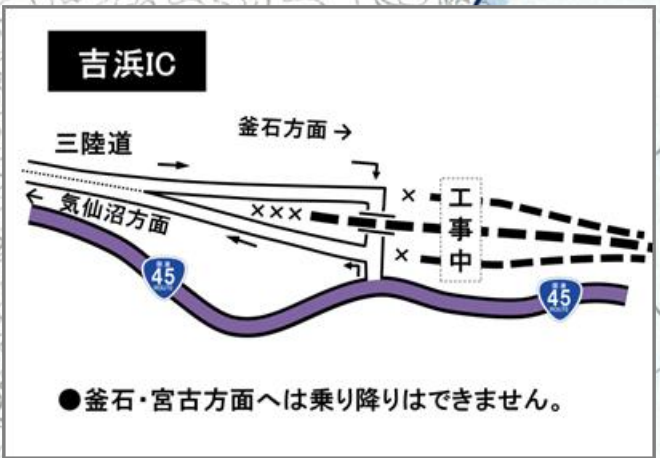 吉浜IC
釜石方面→
三陸道
←
気仙沼方面
×××
×
×
工事中
45
ROUTE
45
ROUTE
●釜石・宮古方面へは乗り降りはできません。